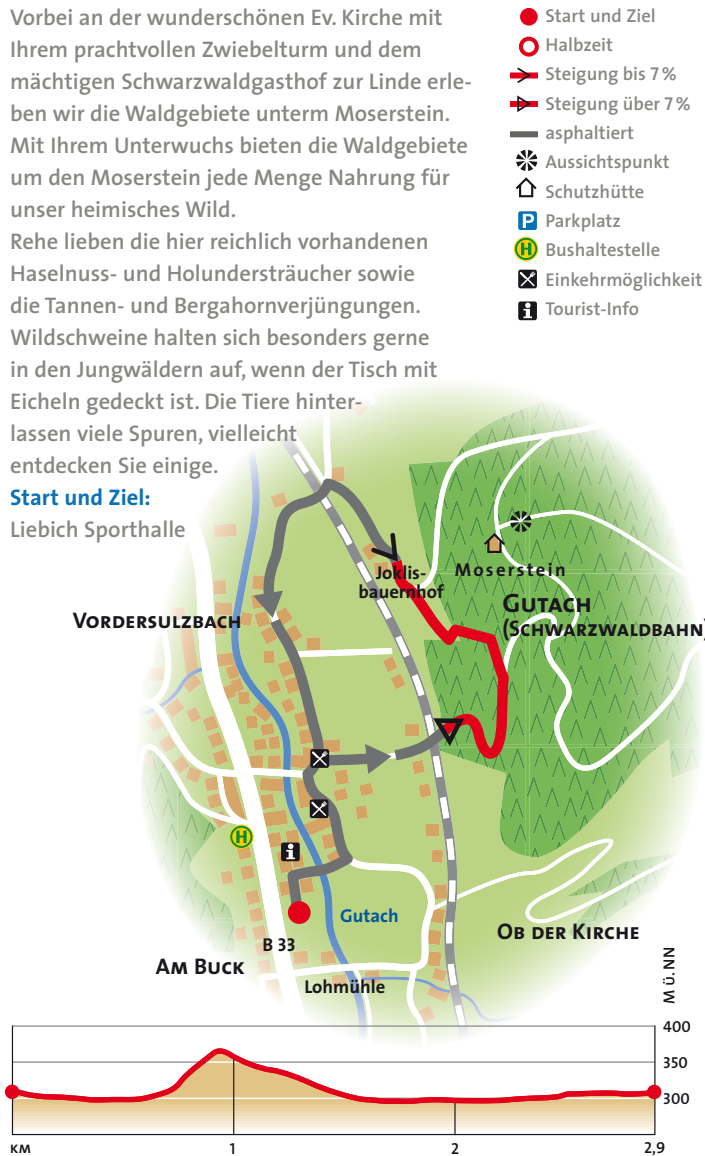 Vorbei an der wunderschönen Ev. Kirche mit
Ihrem prachtvollen Zwiebelturm und dem
mächtigen Schwarzwaldgasthof zur Linde erle-
ben wir die Waldgebiete unterm Moserstein.
Mit Ihrem Unterwuchs bieten die Waldgebiete
um den Moserstein jede Menge Nahrung für
unser heimisches Wild.
Rehe lieben die hier reichlich vorhandenen
Haselnuss- und Holundersträucher sowie
die Tannen- und Bergahornverjüngungen.
Wildschweine halten sich besonders gerne
in den Jungwäldern auf, wenn der Tisch mit
Eicheln gedeckt ist. Die Tiere hinter-
lassen viele Spuren, vielleicht
entdecken Sie einige.
Start und Ziel:
Liebich Sporthalle
Start und Ziel
Halbzeit
Steigung bis 7 %
Steigung über 7 %
asphaltiert
Aussichtspunkt
Schutzhütte
P Parkplatz
H Bushaltestelle
Einkehrmöglichkeit
i Tourist-Info
Joklis-
bauernhof
Moserstein
GUTACH
(SCHWARZWALDBAHN)
VORDERSULZBACH
H
i
Gutach
B 33
OB DER KIRCHE
AM BUCK
Lohmühle
M Ü.NN
400
350
300
KM
1
2
2,9